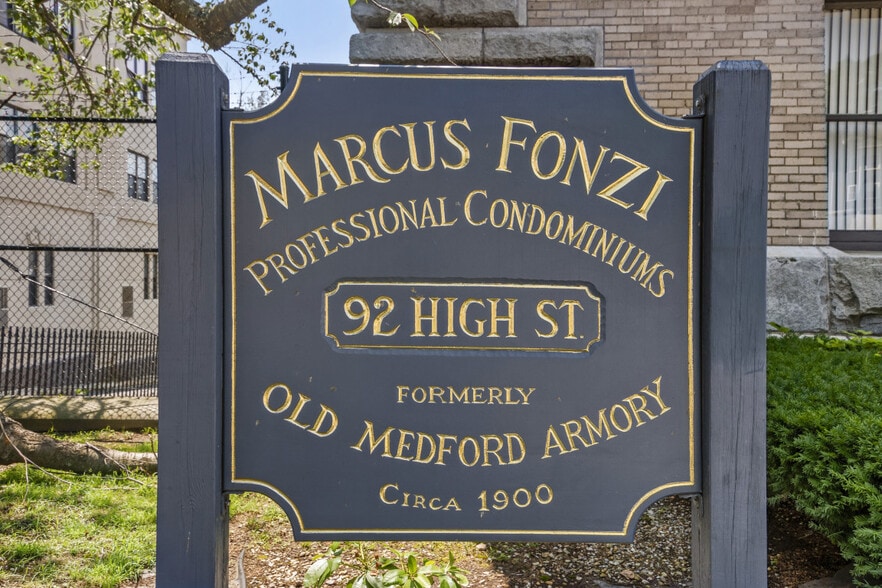 MARCUS FONZI
PROFESSIONAL CONDOMINIUMS
92 HIGH ST.
FORMERLY
OLD MEDFORD ARMORY
CIRCA 1900